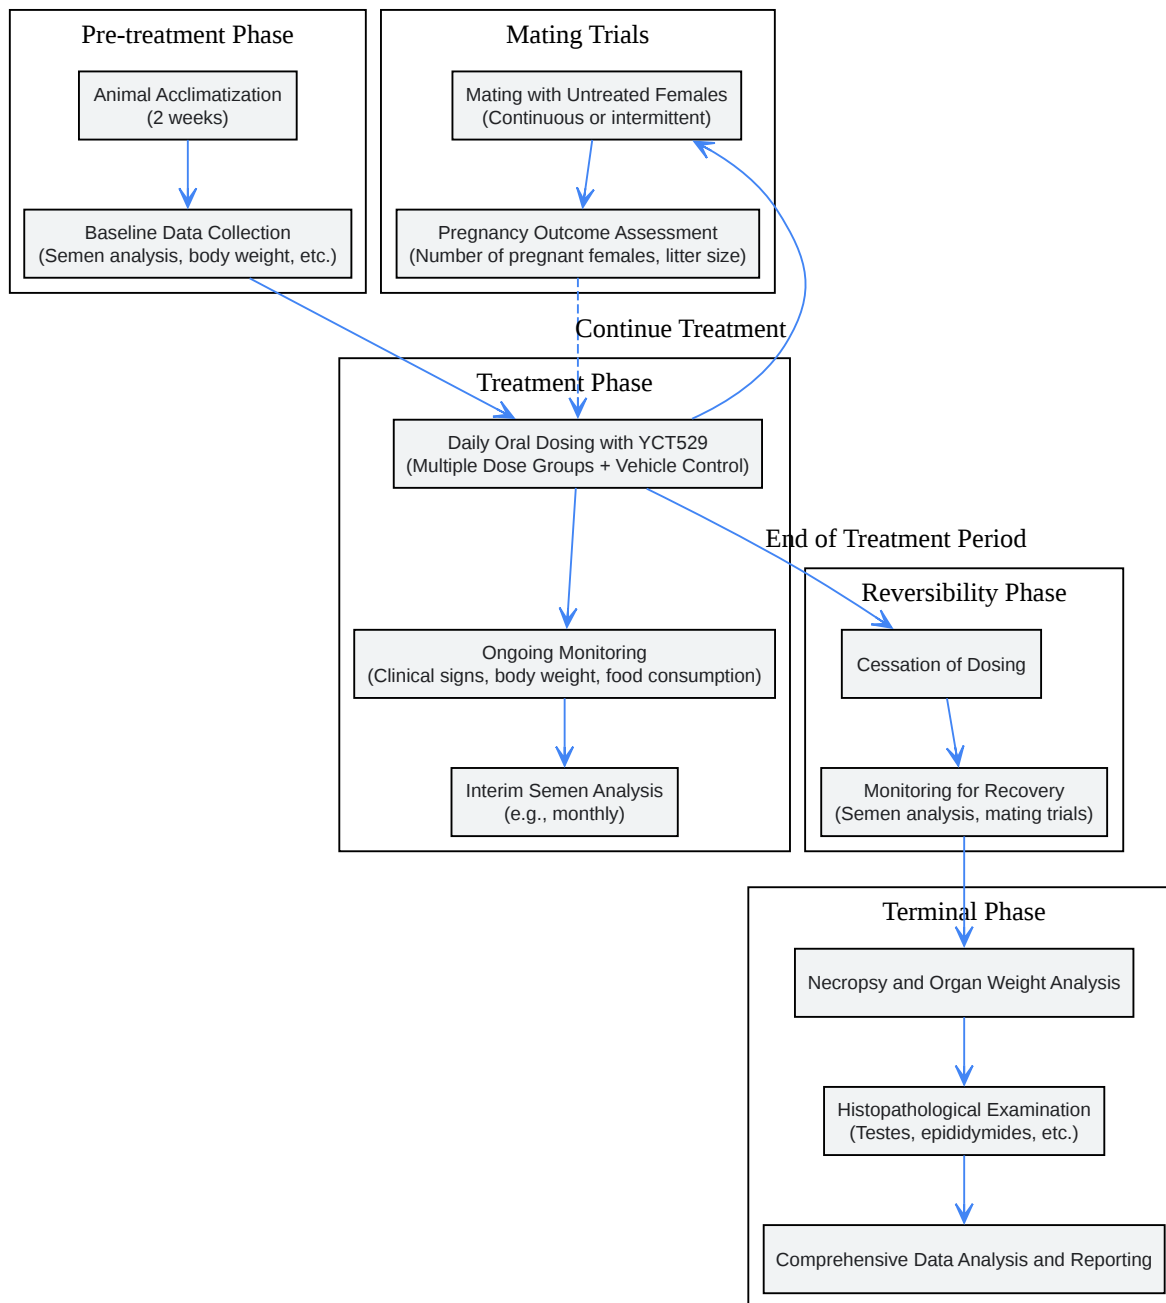 Pre-treatment Phase
Animal Acclimatization
(2 weeks)
Baseline Data Collection
(Semen analysis, body weight, etc.)
Mating Trials
Mating with Untreated Females
(Continuous or intermittent)
Pregnancy Outcome Assessment
(Number of pregnant females, litter size)
Continue Treatment
Treatment Phase
Daily Oral Dosing with YCT529
(Multiple Dose Groups + Vehicle Control)
Ongoing Monitoring
(Clinical signs, body weight, food consumption)
Interim Semen Analysis
(e.g., monthly)
End of Treatment Period
Reversibility Phase
Cessation of Dosing
Monitoring for Recovery
(Semen analysis, mating trials)
Terminal Phase
Necropsy and Organ Weight Analysis
Histopathological Examination
(Testes, epididymides, etc.)
Comprehensive Data Analysis and Reporting